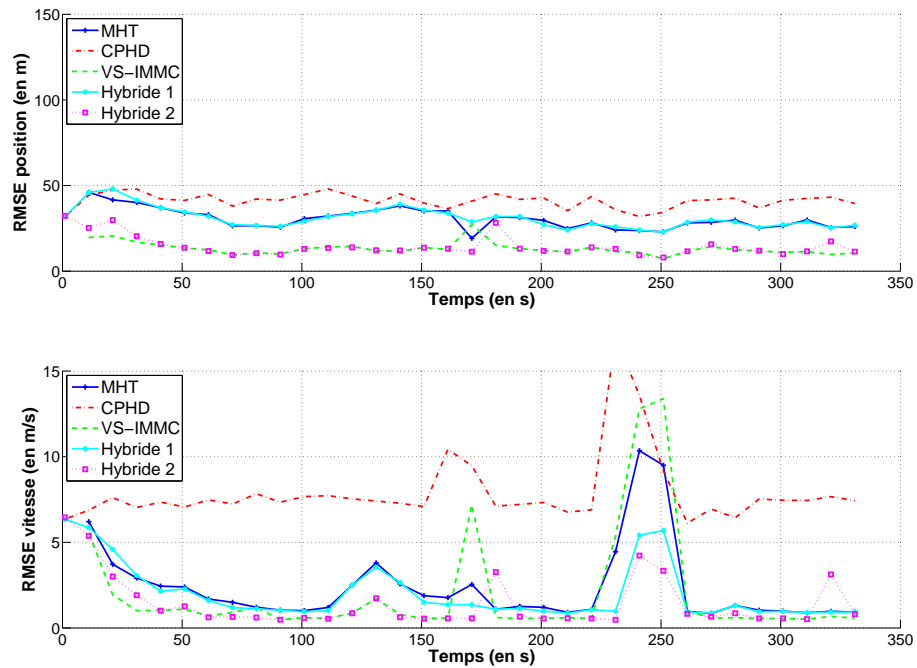 150
100
50
0
RMSE position (en m)
MHT
CPHD
VS−IMMC
Hybride 1
Hybride 2
0 50 100 150 200 250 300 350
Temps (en s)
15
10
5
0
RMSE vitesse (en m/s)
MHT
CPHD
VS−IMMC
Hybride 1
Hybride 2
0 50 100 150 200 250 300 350
Temps (en s)